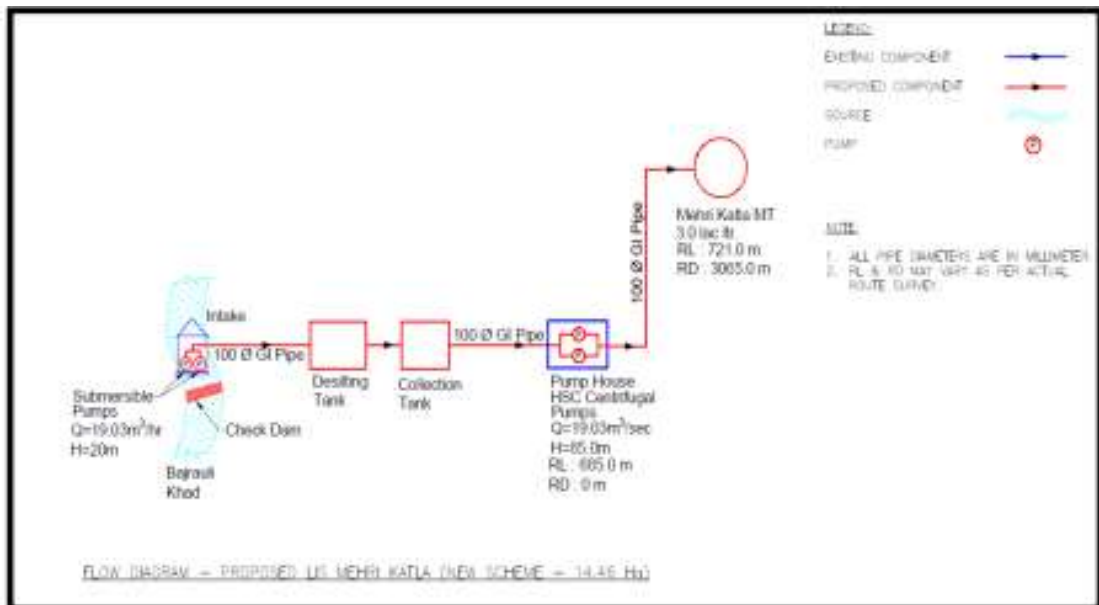 LEGEND:
EXISTING COMPONENT
PROPOSED COMPONENT
SOURCE
PUMP
NOTE:
1. ALL PIPE DIAMETERS ARE IN MILLIMETER
2. RL & RD MAY VARY AS PER ACTUAL
ROUTE SURVEY.
Mehri Katla MT
3.0 lac ltr
RL : 721.0 m
RD : 3065.0 m
100 Ø GI Pipe
Intake
100 Ø GI Pipe
Desilting
Tank
Collection
Tank
100 Ø GI Pipe
Pump House
HSC Centrifugal
Pumps
Q=19.03m³/sec
H=65.0m
RL : 665.0 m
RD : 0 m
Submersible
Pumps
Q=19.03m³/hr
H=20m
Check Dam
Bajrauli
Khad
FLOW DIAGRAM - PROPOSED LIS MEHRI KATLA (NEW SCHEME - 14.46 Ha)